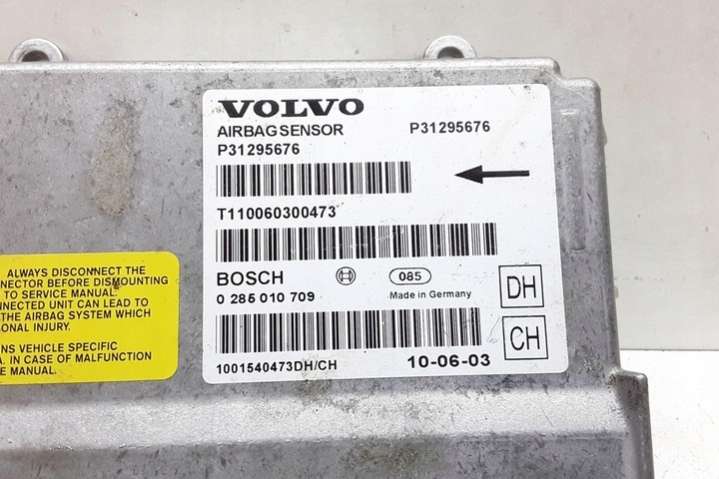 VOLVO
AIRBAG SENSOR P31295676
P31295676
T110060300473
BOSCH 085
0 285 010 709 Made in Germany
DH
CH
1001540473DH/CH 10-06-03
ALWAYS DISCONNECT THE
NECTOR BEFORE DISMOUNTING
TO SERVICE MANUAL.
NNECTED UNIT CAN LEAD TO
THE AIRBAG SYSTEM WHICH
ONAL INJURY.
NS VEHICLE SPECIFIC
A. IN CASE OF MALFUNCTION
E MANUAL.